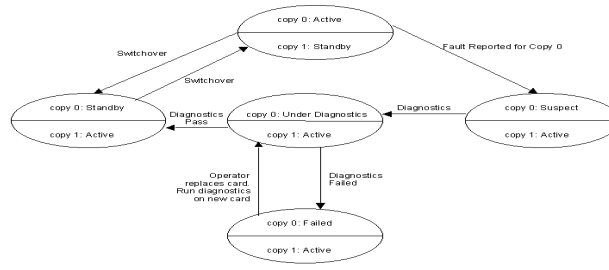 copy 0: Active
copy 1: Standby
Switchover
Fault Reported for Copy 0
Switchover
copy 0: Standby
copy 1: Active
Diagnostics
Pass
copy 0: Under Diagnostics
copy 1: Active
Diagnostics
copy 0: Suspect
copy 1: Active
Operator
replaces card.
Run diagnostics
on new card
Diagnostics
Failed
copy 0: Failed
copy 1: Active